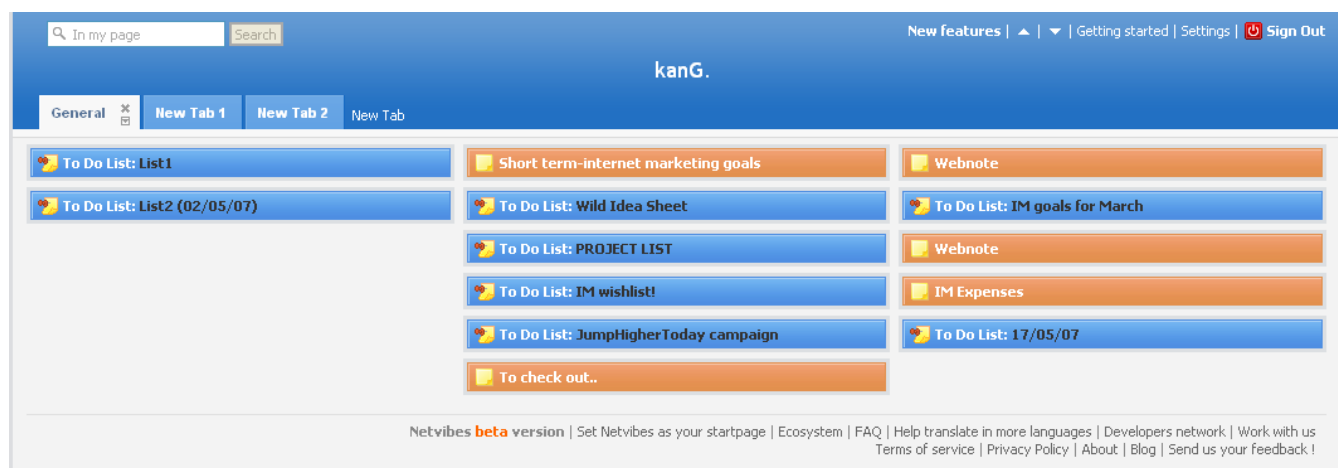 In my page
Search
New features | ▲ | ▼ | Getting started | Settings | Sign Out
kanG.
General
New Tab 1
New Tab 2
New Tab
To Do List: List1
To Do List: List2 (02/05/07)
Short term-internet marketing goals
To Do List: Wild Idea Sheet
To Do List: PROJECT LIST
To Do List: IM wishlist!
To Do List: JumpHigherToday campaign
To check out..
Webnote
To Do List: IM goals for March
Webnote
IM Expenses
To Do List: 17/05/07
Netvibes beta version | Set Netvibes as your startpage | Ecosystem | FAQ | Help translate in more languages | Developers network | Work with us
Terms of service | Privacy Policy | About | Blog | Send us your feedback !